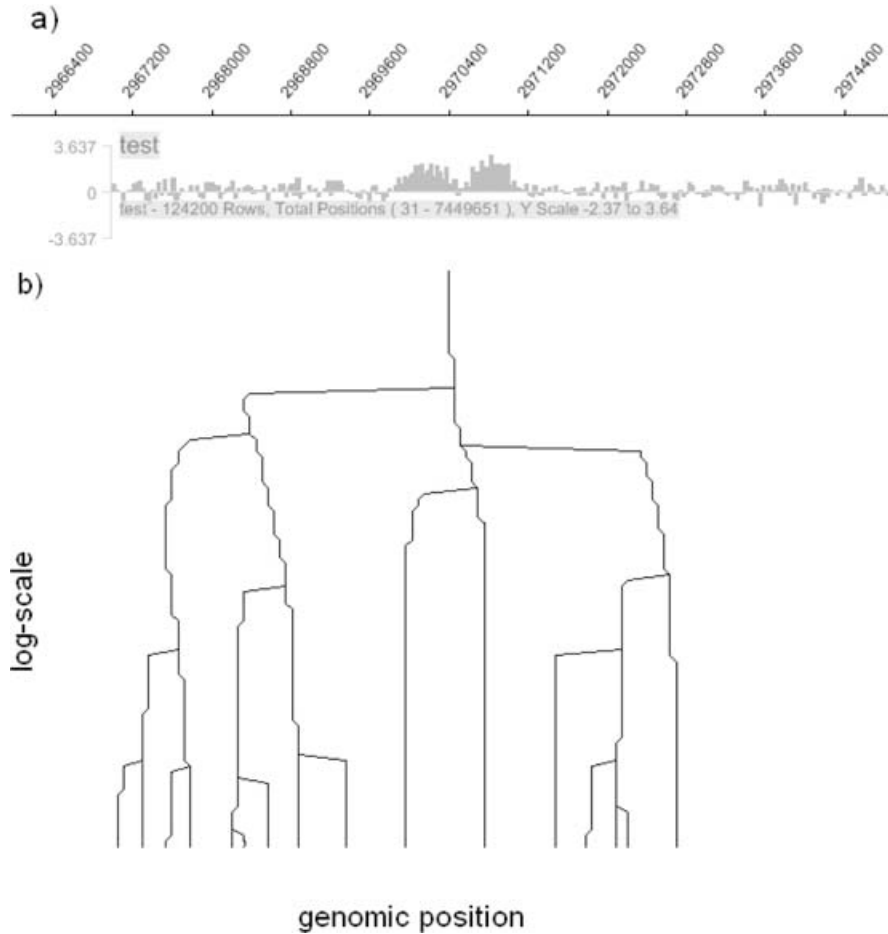 a)
2966400 2967200 2968000 2968800 2969600 2970400 2971200 2972000 2972800 2973600 2974400
3.637
test
0
test - 124200 Rows, Total Positions ( 31 - 7449651 ), Y Scale -2.37 to 3.64
-3.637
b)
log-scale
genomic position